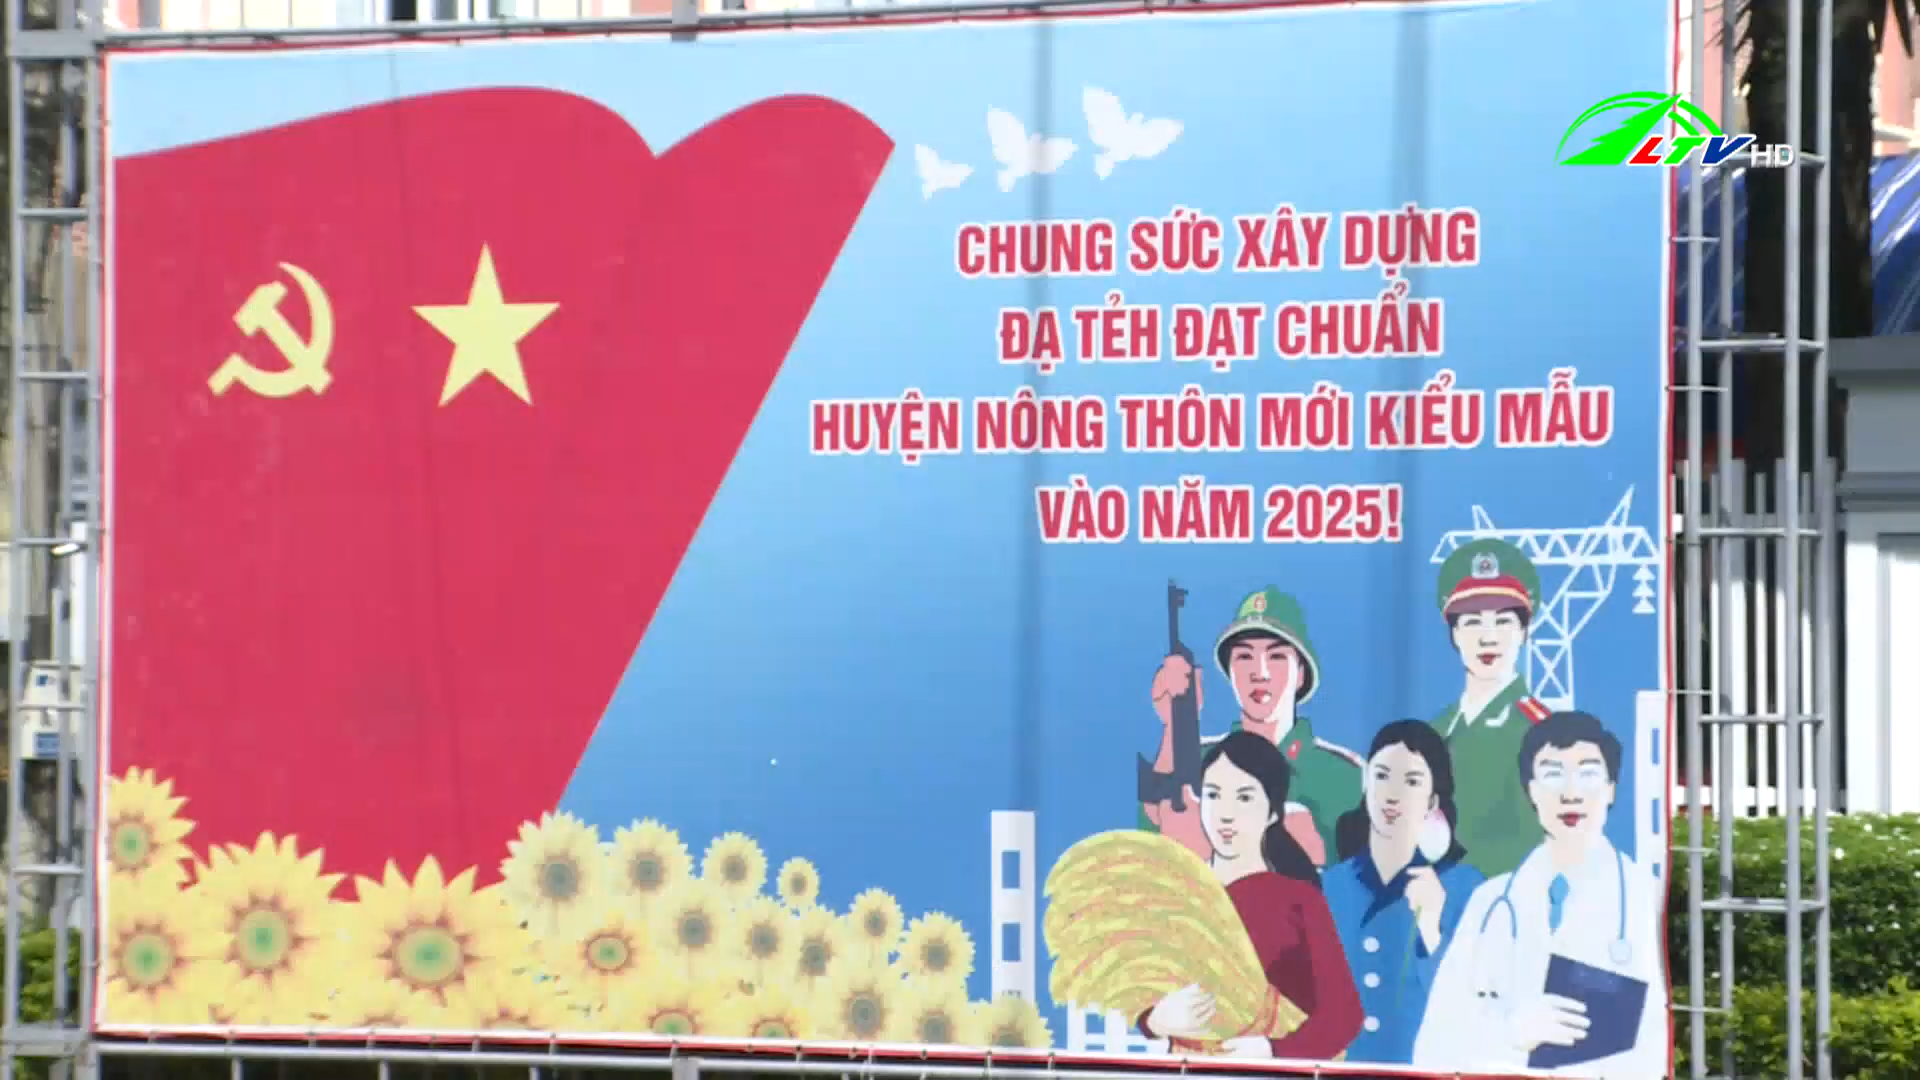 LTV HD
CHUNG SỨC XÂY DỰNG
ĐẠ TẺH ĐẠT CHUẨN
HUYỆN NÔNG THÔN MỚI KIỂU MẪU
VÀO NĂM 2025!